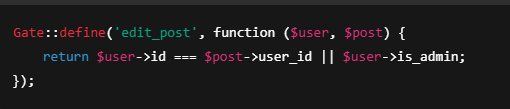 Gate::define('edit_post', function ($user, $post) {
    return $user->id === $post->user_id || $user->is_admin;
});